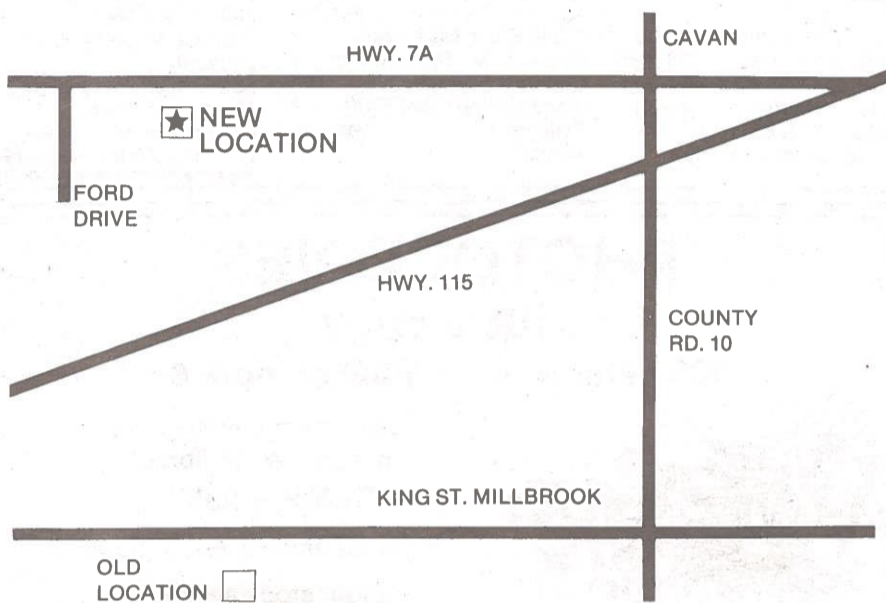 CAVAN
HWY. 7A
NEW
LOCATION
FORD
DRIVE
HWY. 115
COUNTY
RD. 10
KING ST. MILLBROOK
OLD
LOCATION